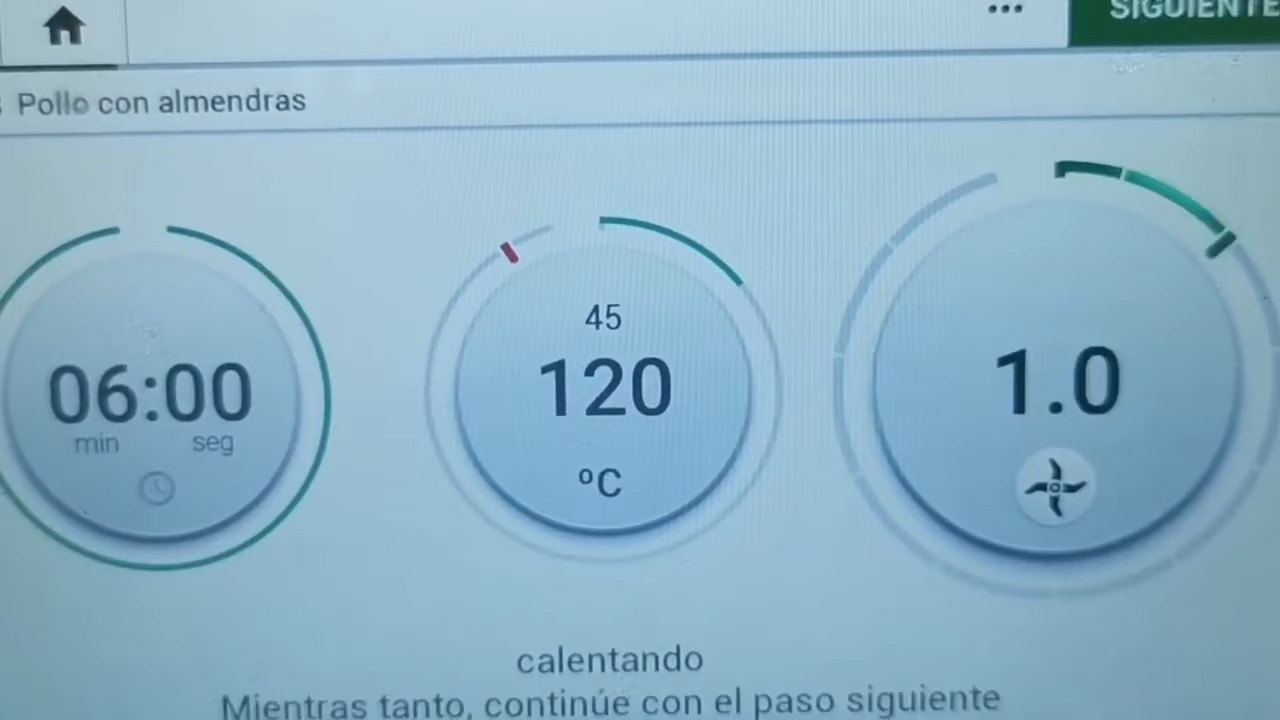 SIGUIENTE
Pollo con almendras
06:00
min seg
45
120
ºC
1.0
calentando
Mientras tanto, continúe con el paso siguiente